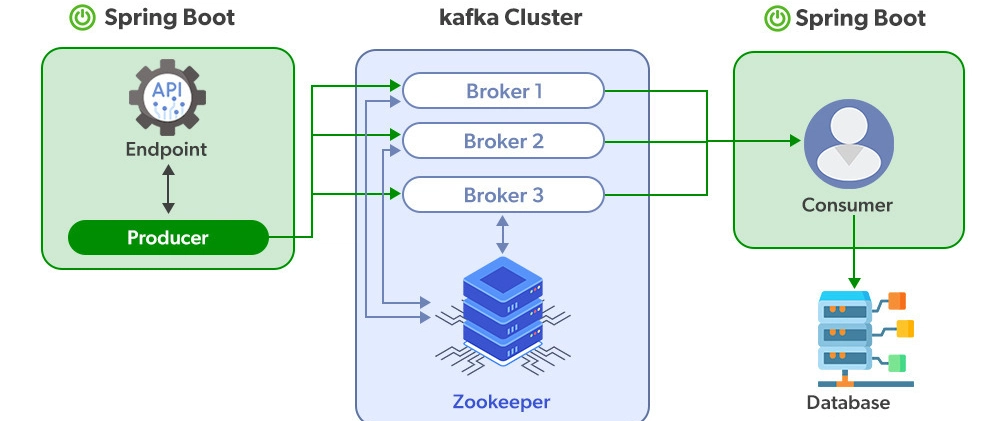 Spring Boot
kafka Cluster
Spring Boot
API
Endpoint
Producer
Broker 1
Broker 2
Broker 3
Zookeeper
Consumer
Database